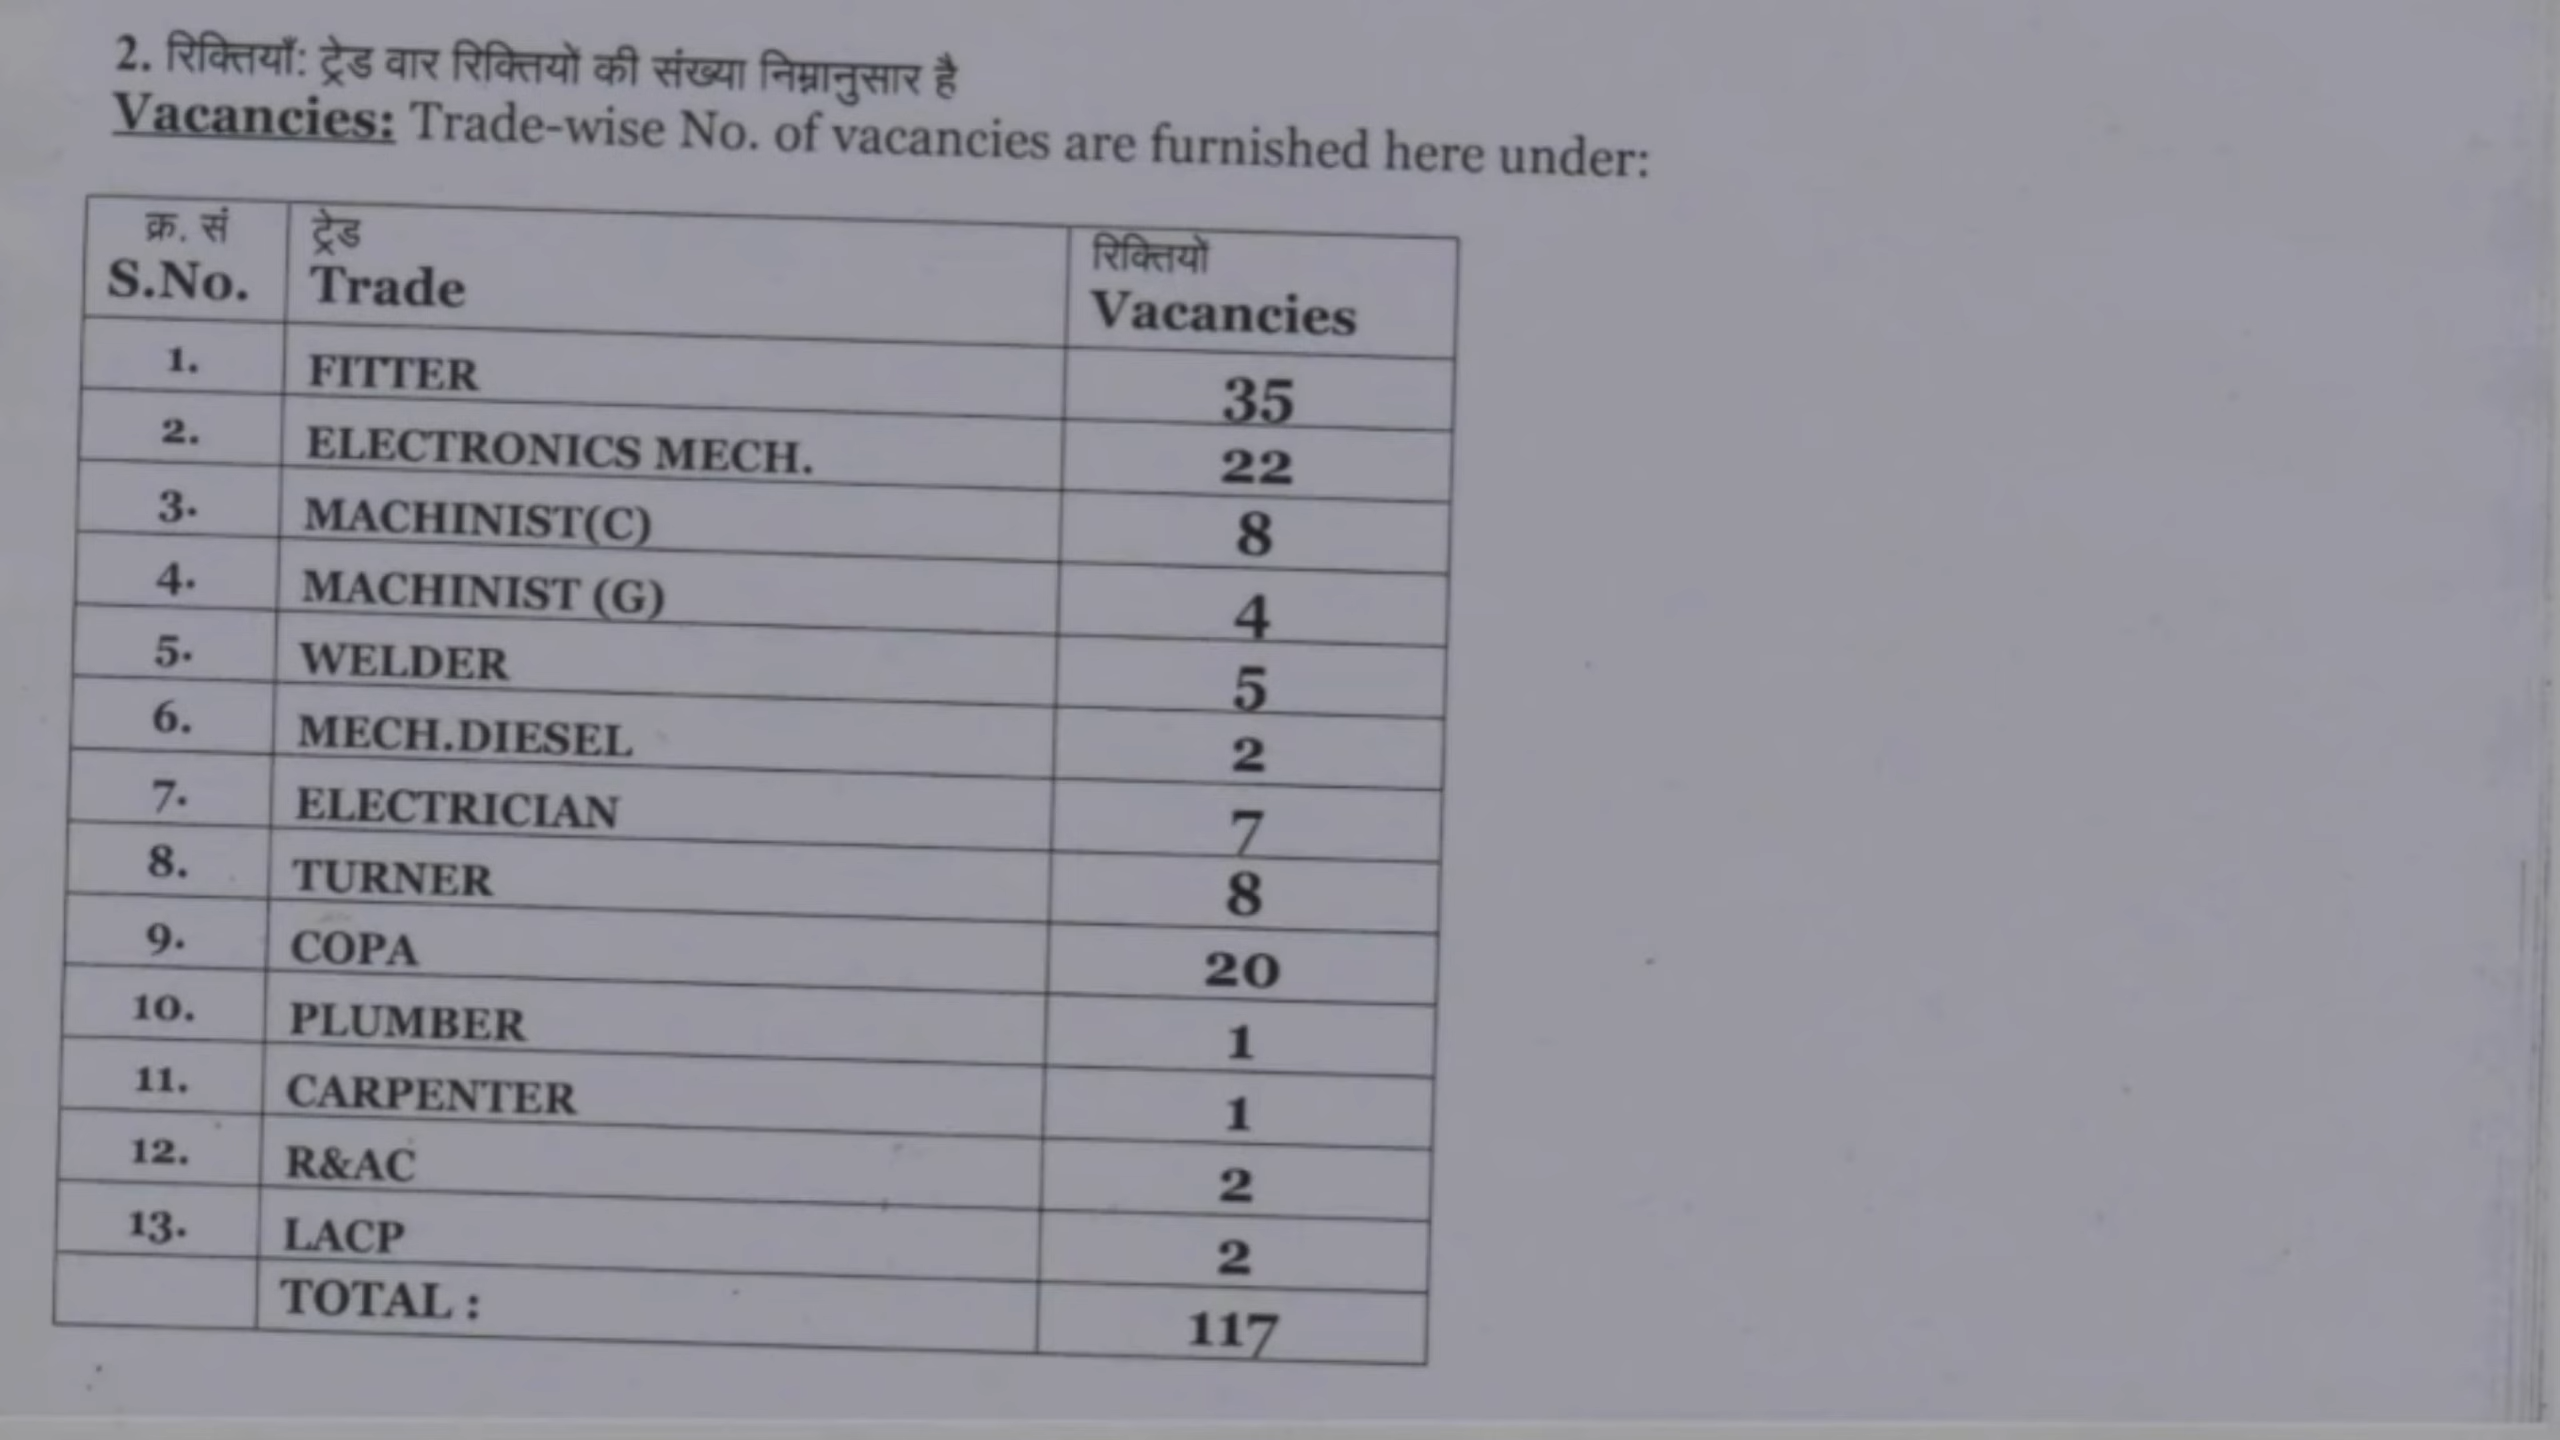 2. रिक्तियाँ: ट्रेड वार रिक्तियों की संख्या निम्नानुसार है
Vacancies: Trade-wise No. of vacancies are furnished here under:
क्र. सं ट्रेड रिक्तियों
S.No. Trade Vacancies
1. FITTER 35
2. ELECTRONICS MECH. 22
3. MACHINIST(C) 8
4. MACHINIST (G) 4
5. WELDER 5
6. MECH.DIESEL 2
7. ELECTRICIAN 7
8. TURNER 8
9. COPA 20
10. PLUMBER 1
11. CARPENTER 1
12. R&AC 2
13. LACP 2
TOTAL : 117